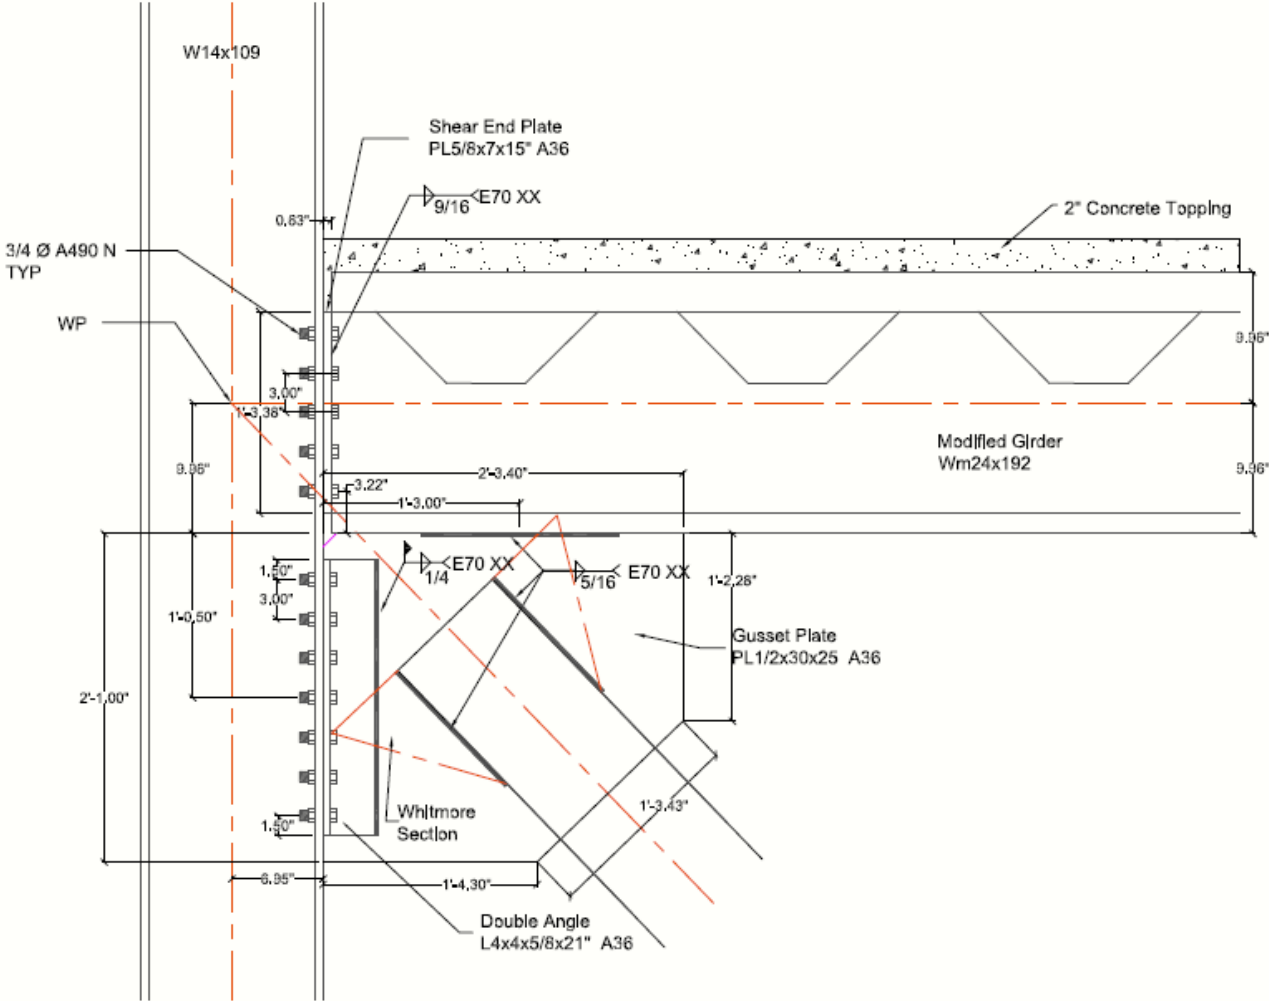 W14x109
Shear End Plate
PL5/8x7x15" A36
9/16
E70 XX
0.63"
2" Concrete Topping
3/4 Ø A490 N
TYP
WP
3.00"
1'-3.38"
9.96"
9.96"
Modified Girder
Wm24x192
9.96"
2'-3.40"
3.22"
1'-3.00"
1/4
E70 XX
5/16
E70 XX
1'-2.28"
1.50"
3.00"
1'-0.50"
Gusset Plate
PL1/2x30x25 A36
2'-1.00"
1'-3.43"
Whitmore
Section
1.50"
6.95"
1'-4.30"
Double Angle
L4x4x5/8x21" A36